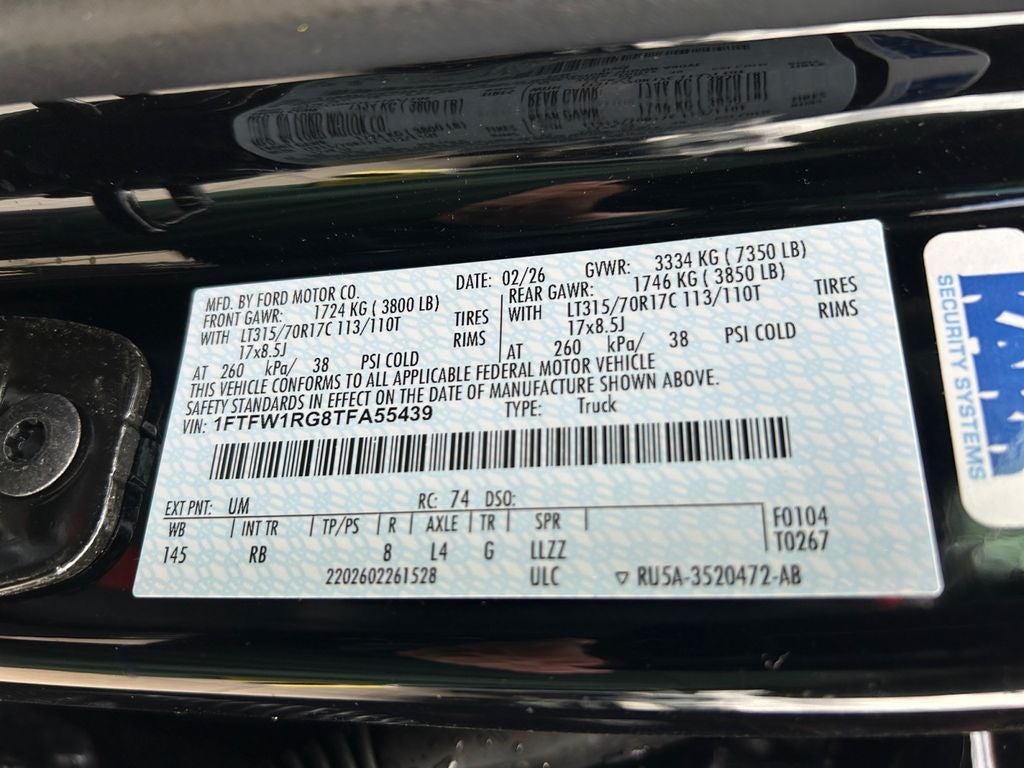 MFD. BY FORD MOTOR CO. DATE: 02/26 GVWR: 3334 KG ( 7350 LB)
FRONT GAWR: 1724 KG ( 3800 LB)
WITH LT315/70R17C 113/110T TIRES
17x8.5J RIMS
AT 260 kPa/ 38 PSI COLD
REAR GAWR: 1746 KG ( 3850 LB)
WITH LT315/70R17C 113/110T TIRES
17x8.5J RIMS
AT 260 kPa/ 38 PSI COLD
THIS VEHICLE CONFORMS TO ALL APPLICABLE FEDERAL MOTOR VEHICLE
SAFETY STANDARDS IN EFFECT ON THE DATE OF MANUFACTURE SHOWN ABOVE.
VIN: 1FTFW1RG8TFA55439 TYPE: Truck
EXT PNT: UM RC: 74 DSO:
WB INT TR TP/PS R AXLE TR SPR F0104
145 RB 8 L4 G LLZZ T0267
2202602261528 ULC RU5A-3520472-AB
SECURITY SYSTEMS